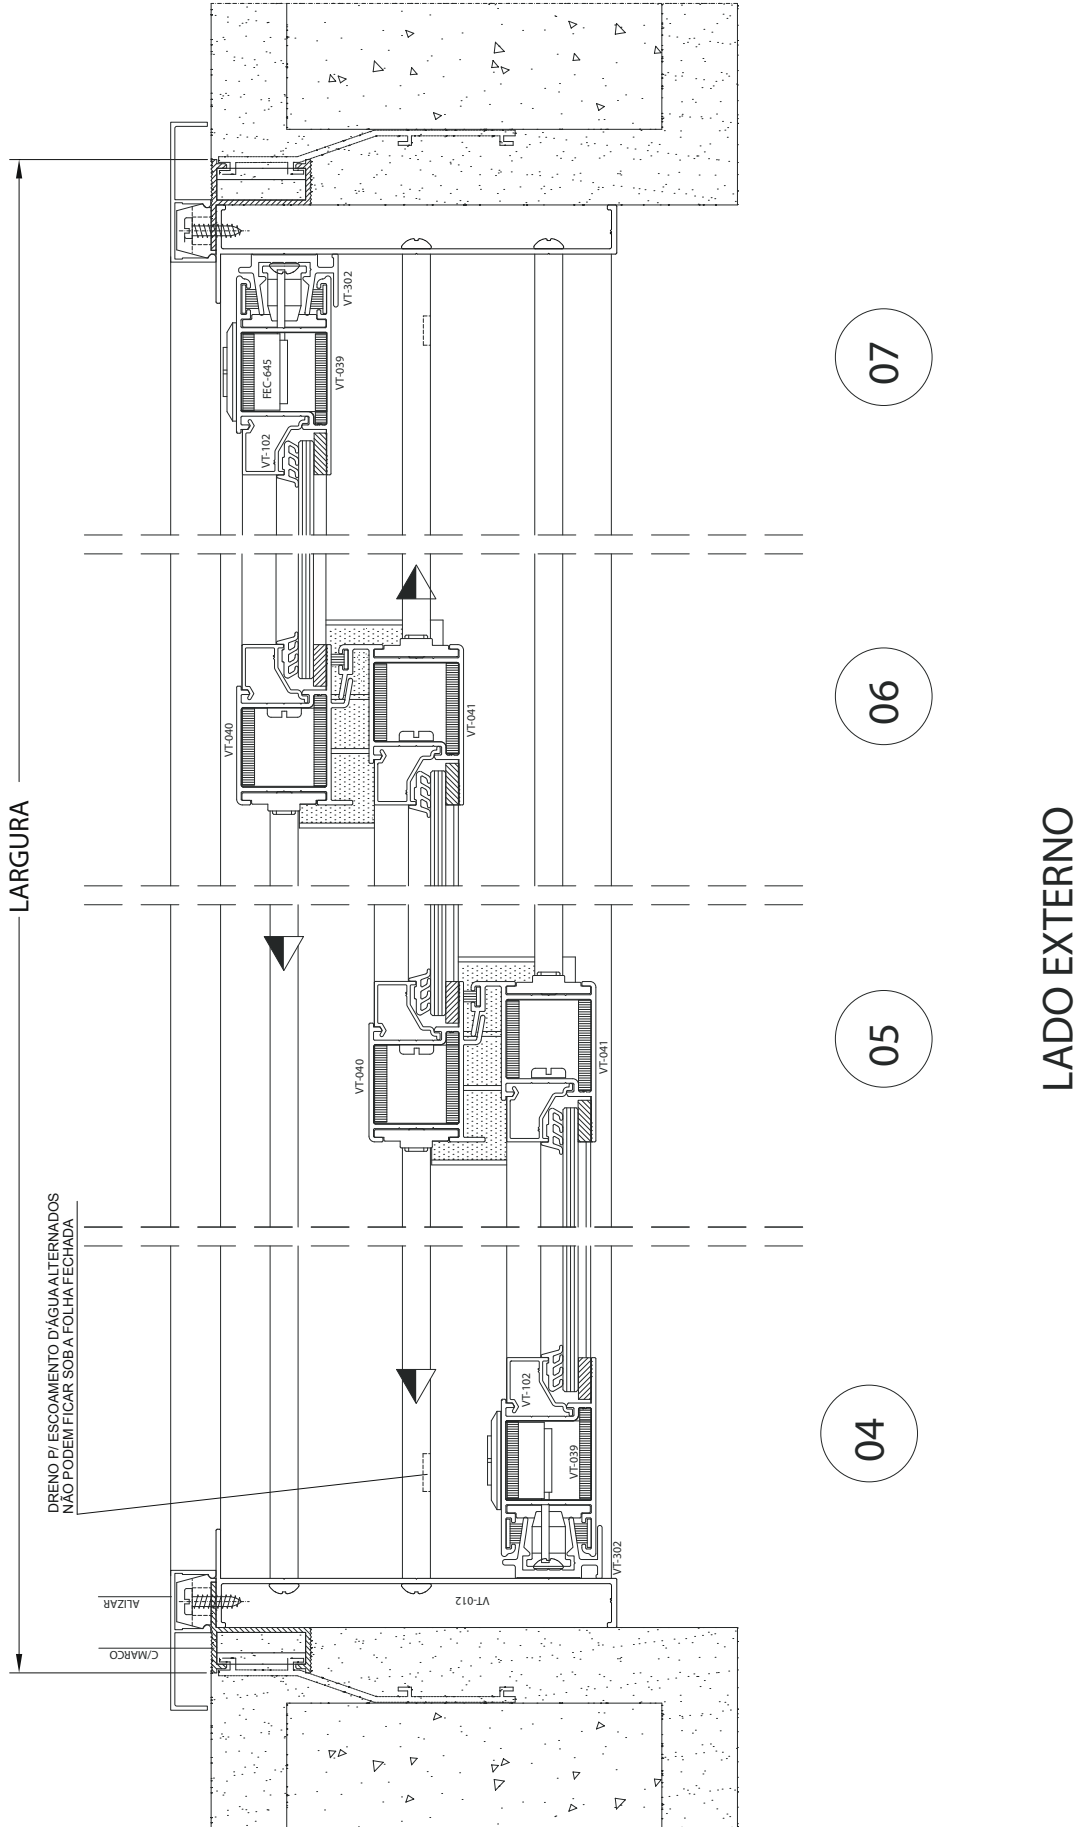 LARGURA
DRENO P/ ESCOAMENTO D'ÁGUA ALTERNADOS
NÃO PODEM FICAR SOB A FOLHA FECHADA
ALIZAR
C/MARCO
VT-012
VT-302
VT-039
VT-102
VT-040
VT-041
VT-040
VT-041
VT-102
FEC-645
VT-039
VT-302
04
05
06
07
LADO EXTERNO